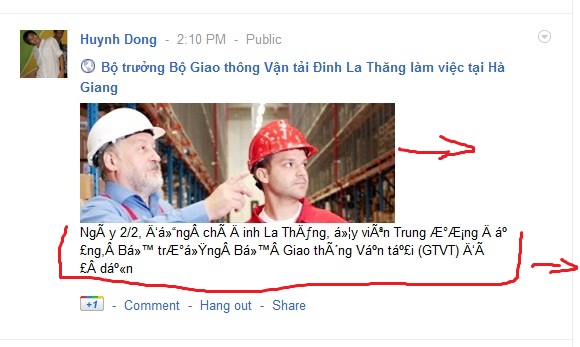 Huynh Dong - 2:10 PM - Public
Bộ trưởng Bộ Giao thông Vận tải Đinh La Thăng làm việc tại Hà
Giang
NgÃ y 2/2, Ä‘á»“ngÂ chÃ­ Ä inh La ThÄƒng, á»¦y viÃªn Trung Æ°Æ¡ng Ä áº
£ng,Â Bá»™ trÆ°á»ŸngÂ Bá»™Â Giao thÃ´ng Váº­n táº£i (GTVT) Ä‘Ã
£Â dáº«n
+1 - Comment - Hang out - Share